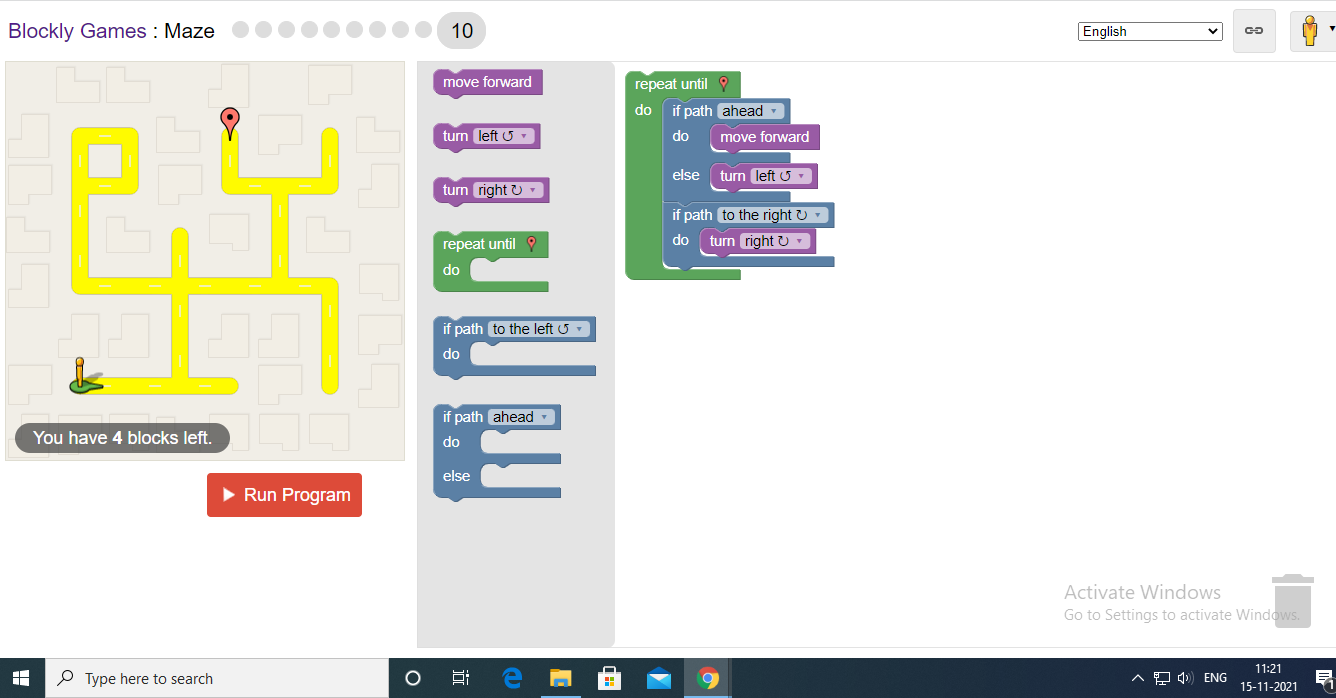 Blockly Games : Maze
10
English
move forward
turn left ↺
turn right ↻
repeat until
do
if path to the left ↺
do
if path ahead
do
else
repeat until
do
if path ahead
do
move forward
else
turn left ↺
if path to the right ↻
do
turn right ↻
You have 4 blocks left.
Run Program
Activate Windows
Go to Settings to activate Windows.
Type here to search
ENG
11:21
15-11-2021
1